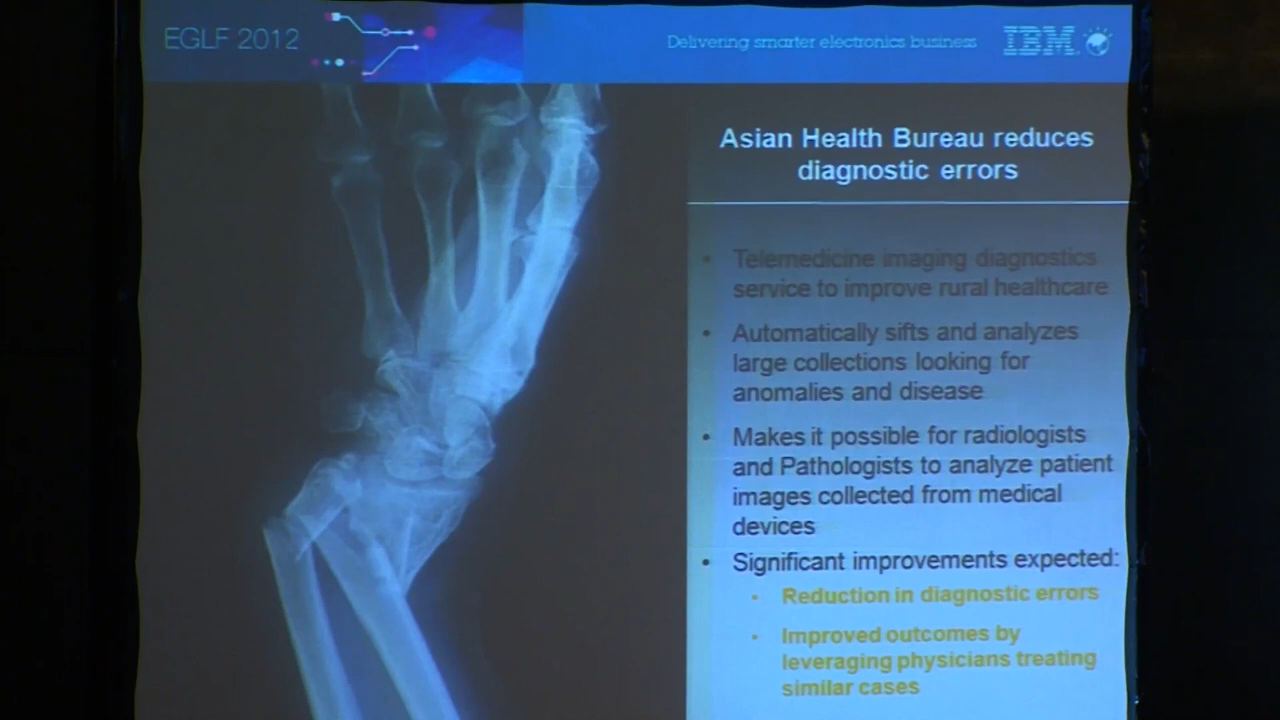 EGLF 2012
Delivering smarter electronics business
IBM
Asian Health Bureau reduces
diagnostic errors
• Telemedicine imaging diagnostics
service to improve rural healthcare
• Automatically sifts and analyzes
large collections looking for
anomalies and disease
• Makes it possible for radiologists
and Pathologists to analyze patient
images collected from medical
devices
• Significant improvements expected:
• Reduction in diagnostic errors
• Improved outcomes by
leveraging physicians treating
similar cases